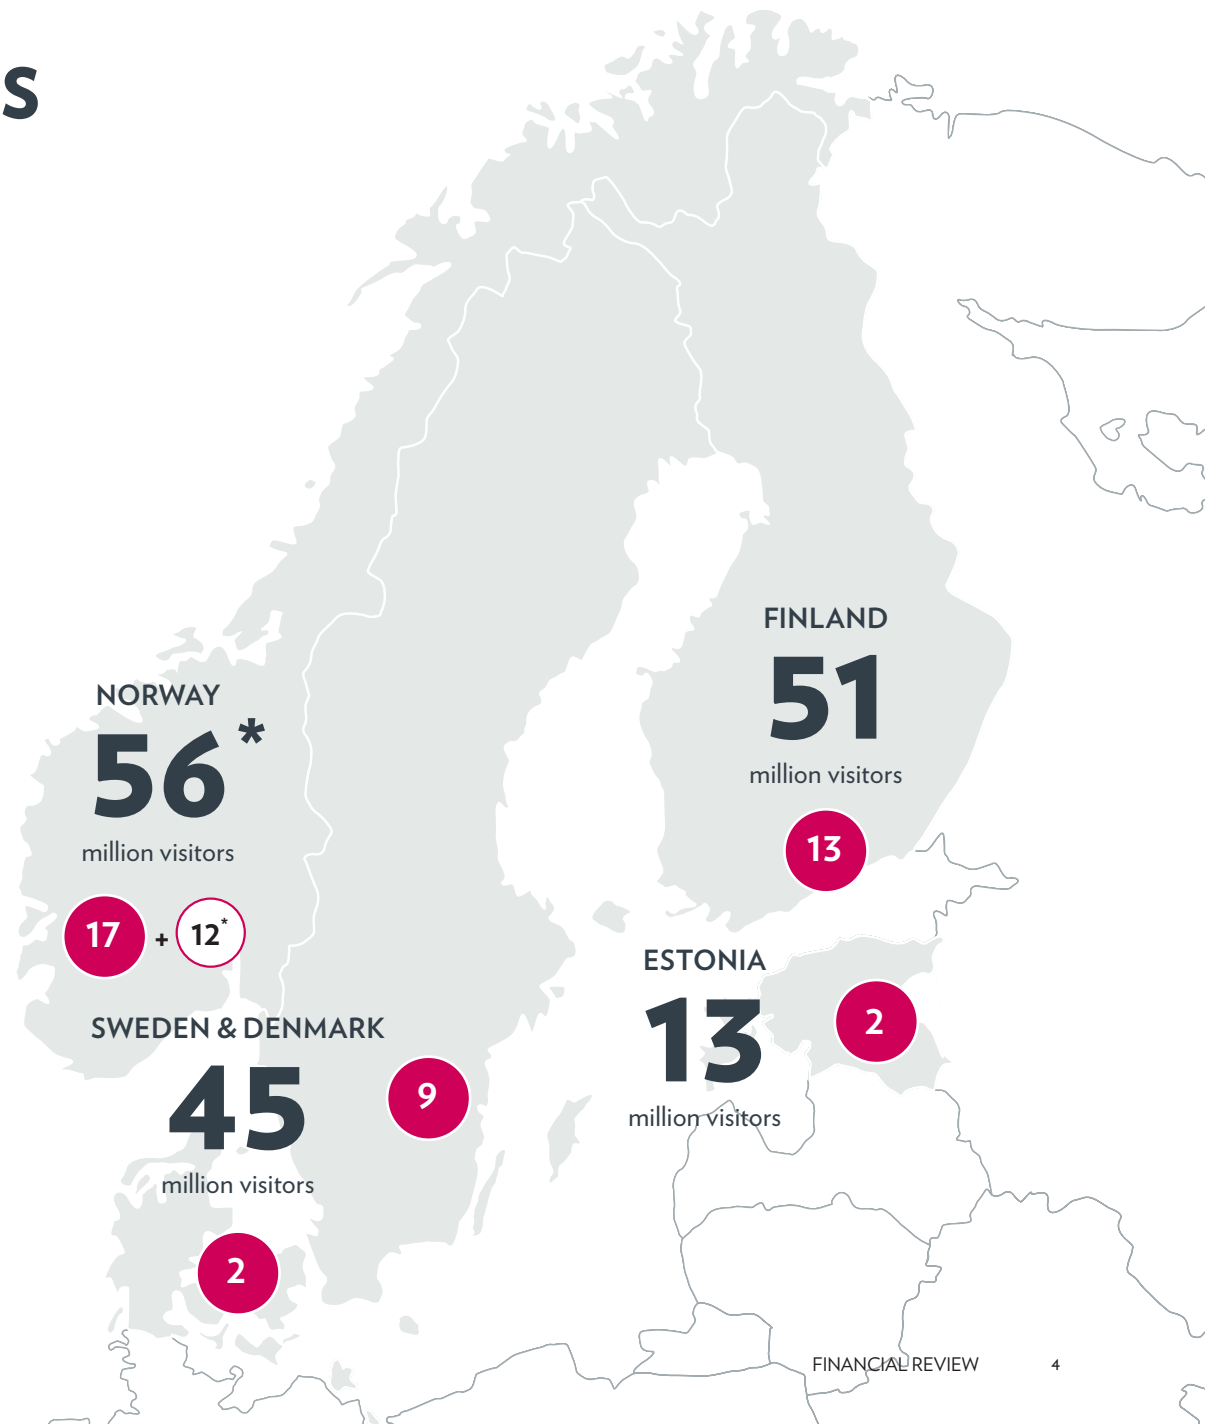 S
FINLAND
51
million visitors
13
NORWAY
56*
million visitors
17 + 12*
ESTONIA
13
million visitors
2
SWEDEN & DENMARK
45
million visitors
9
2
FINANCIAL REVIEW 4